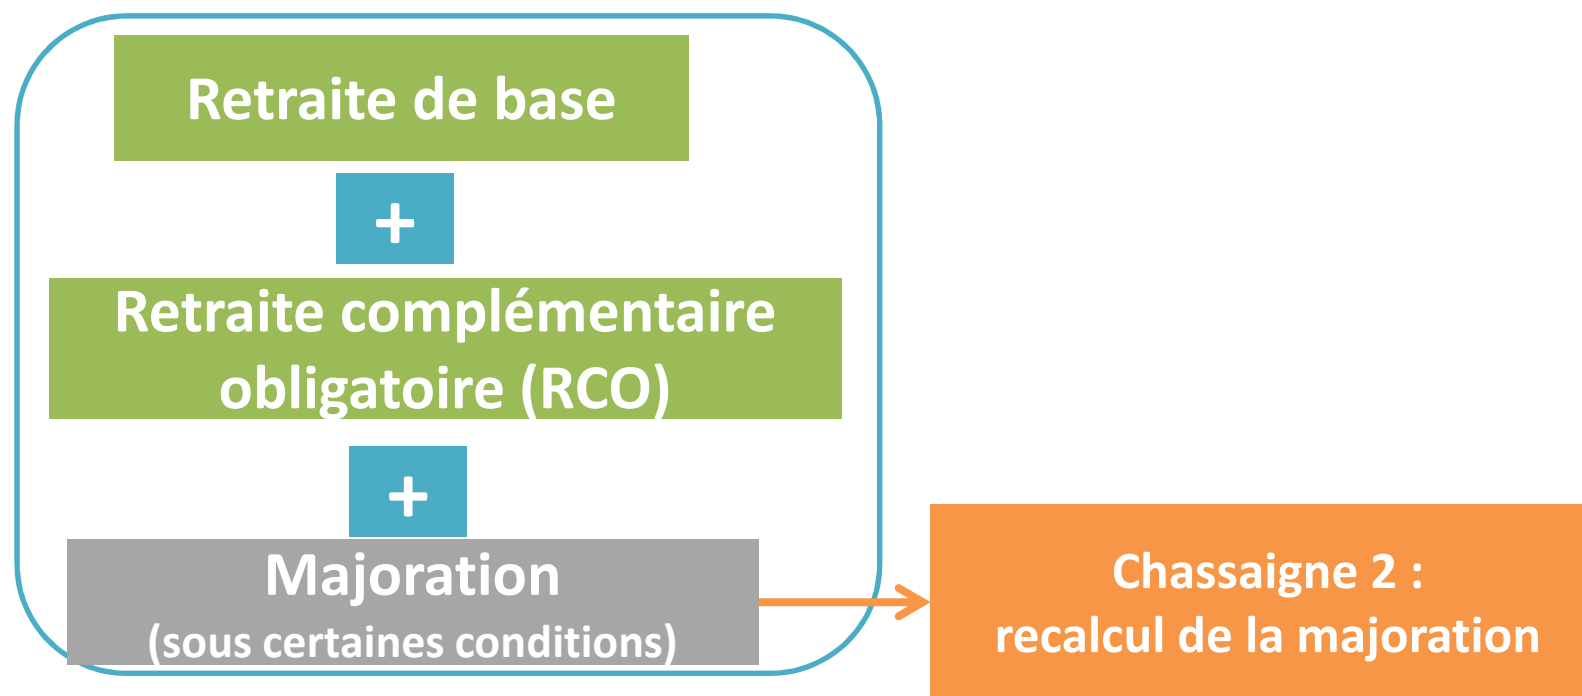 Retraite de base
+
Retraite complémentaire
obligatoire (RCO)
+
Majoration
(sous certaines conditions)
Chassaigne 2 :
recalcul de la majoration